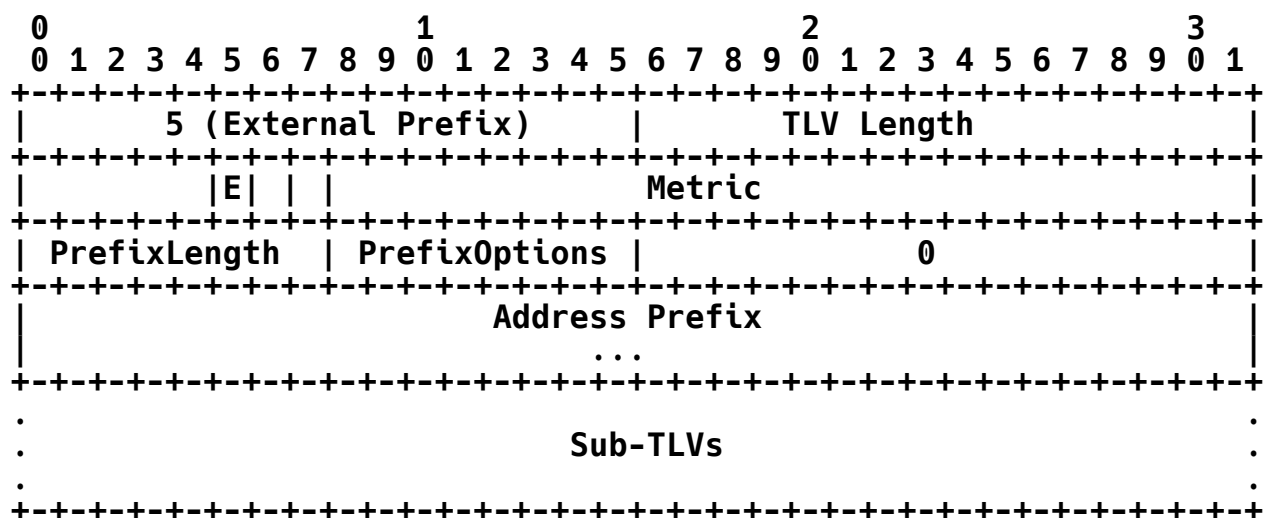 0                   1                   2                   3
 0 1 2 3 4 5 6 7 8 9 0 1 2 3 4 5 6 7 8 9 0 1 2 3 4 5 6 7 8 9 0 1
+-+-+-+-+-+-+-+-+-+-+-+-+-+-+-+-+-+-+-+-+-+-+-+-+-+-+-+-+-+-+-+-+
|       5 (External Prefix)     |       TLV Length              |
+-+-+-+-+-+-+-+-+-+-+-+-+-+-+-+-+-+-+-+-+-+-+-+-+-+-+-+-+-+-+-+-+
|         |E| | |                Metric                         |
+-+-+-+-+-+-+-+-+-+-+-+-+-+-+-+-+-+-+-+-+-+-+-+-+-+-+-+-+-+-+-+-+
| PrefixLength  | PrefixOptions |              0                |
+-+-+-+-+-+-+-+-+-+-+-+-+-+-+-+-+-+-+-+-+-+-+-+-+-+-+-+-+-+-+-+-+
|                        Address Prefix                         |
|                             ...                               |
+-+-+-+-+-+-+-+-+-+-+-+-+-+-+-+-+-+-+-+-+-+-+-+-+-+-+-+-+-+-+-+-+
.                                                               .
.                           Sub-TLVs                            .
.                                                               .
+-+-+-+-+-+-+-+-+-+-+-+-+-+-+-+-+-+-+-+-+-+-+-+-+-+-+-+-+-+-+-+-+